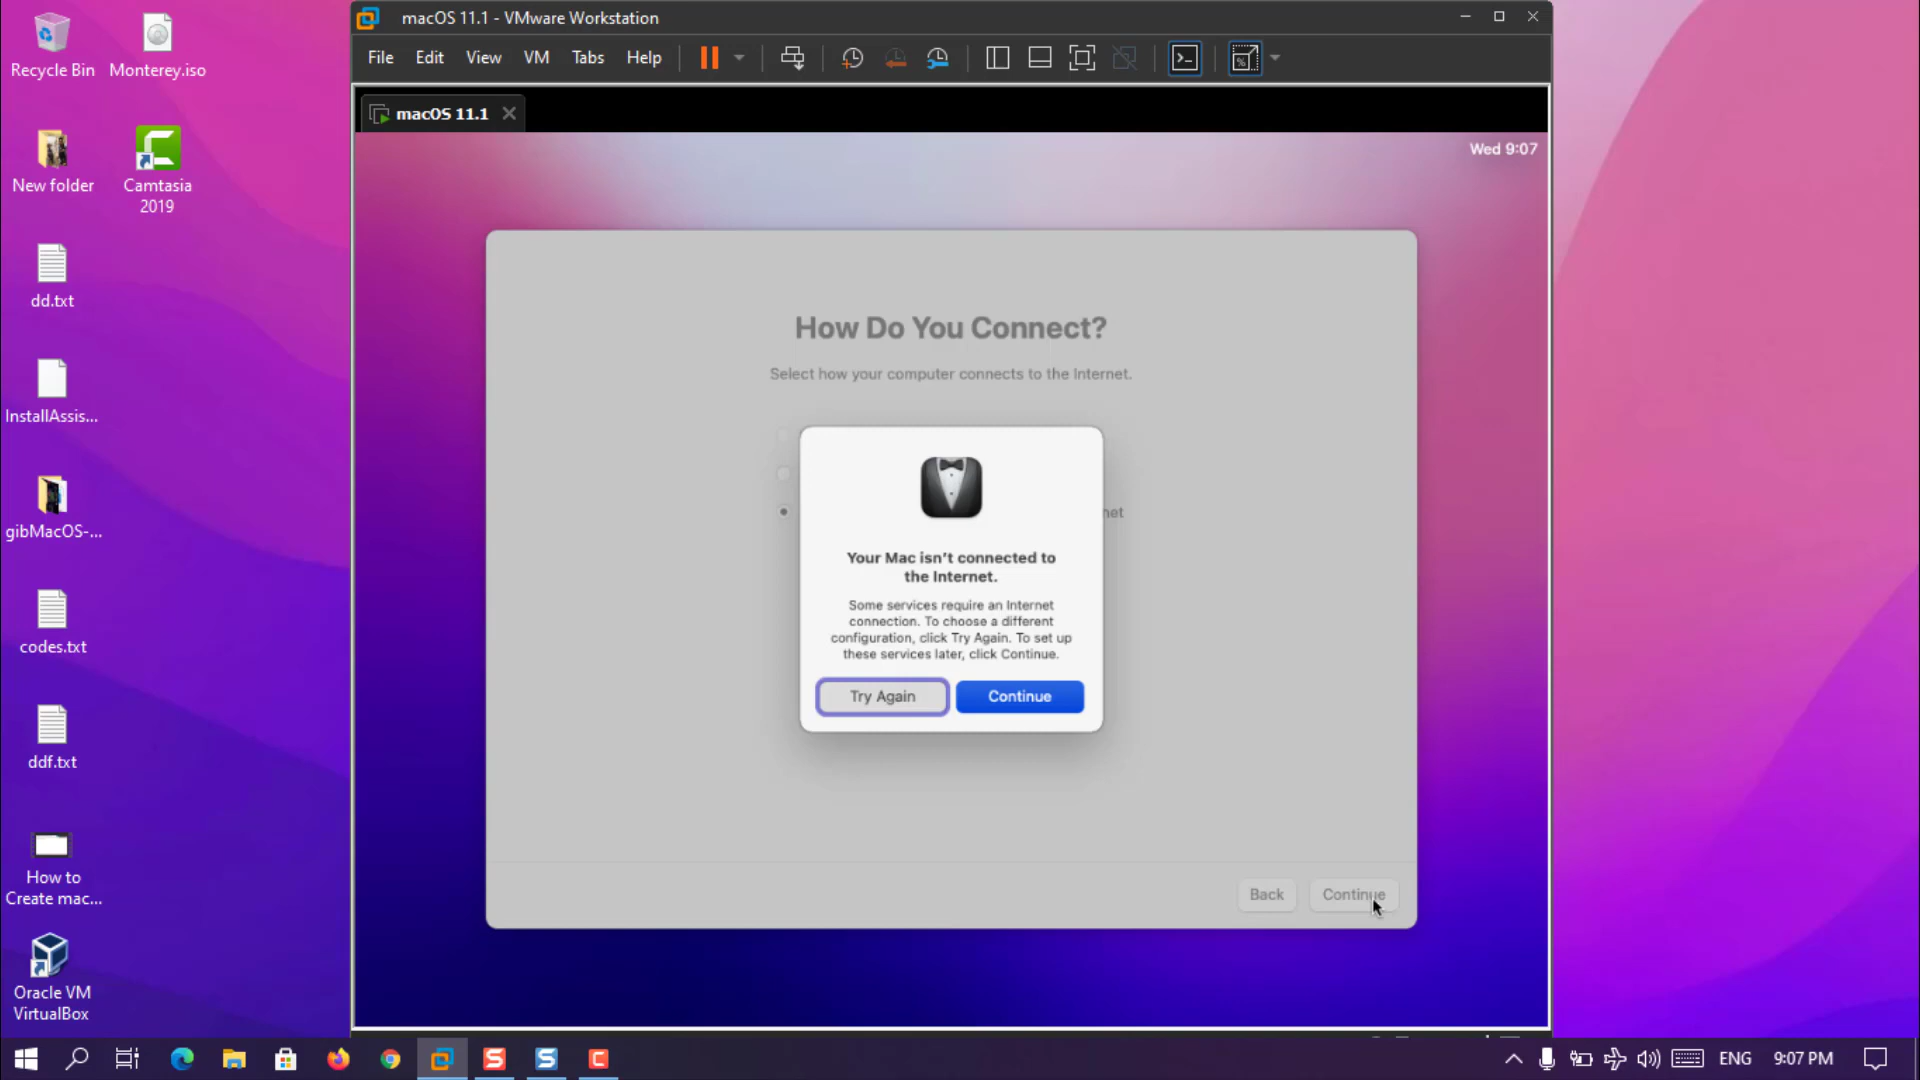 macOS 11.1 - VMware Workstation
File Edit View VM Tabs Help
macOS 11.1
Wed 9:07
Recycle Bin
Monterey.iso
New folder
Camtasia
2019
dd.txt
InstallAssis...
gibMacOS-...
codes.txt
ddf.txt
How to
Create mac...
Oracle VM
VirtualBox
How Do You Connect?
Select how your computer connects to the Internet.
net
Your Mac isn't connected to
the Internet.
Some services require an Internet
connection. To choose a different
configuration, click Try Again. To set up
these services later, click Continue.
Try Again Continue
Back Continue
ENG 9:07 PM